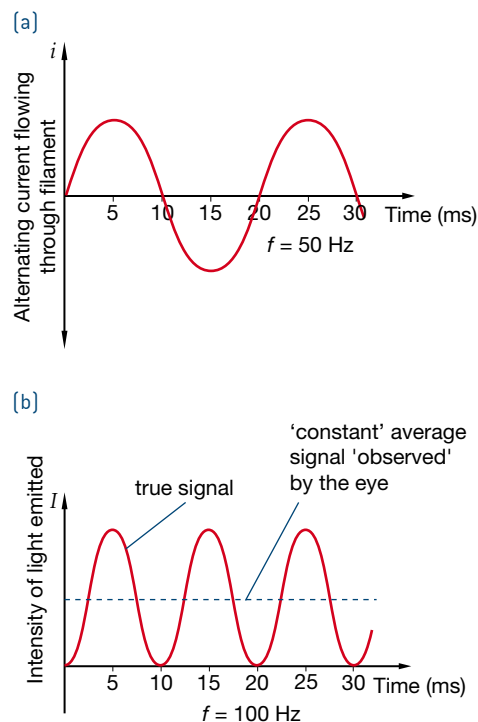 (a)
i
Alternating current flowing
through filament
5 10 15 20 25 30 Time (ms)
f = 50 Hz
(b)
'constant' average
signal 'observed'
by the eye
true signal
I
Intensity of light emitted
5 10 15 20 25 30 Time (ms)
f = 100 Hz